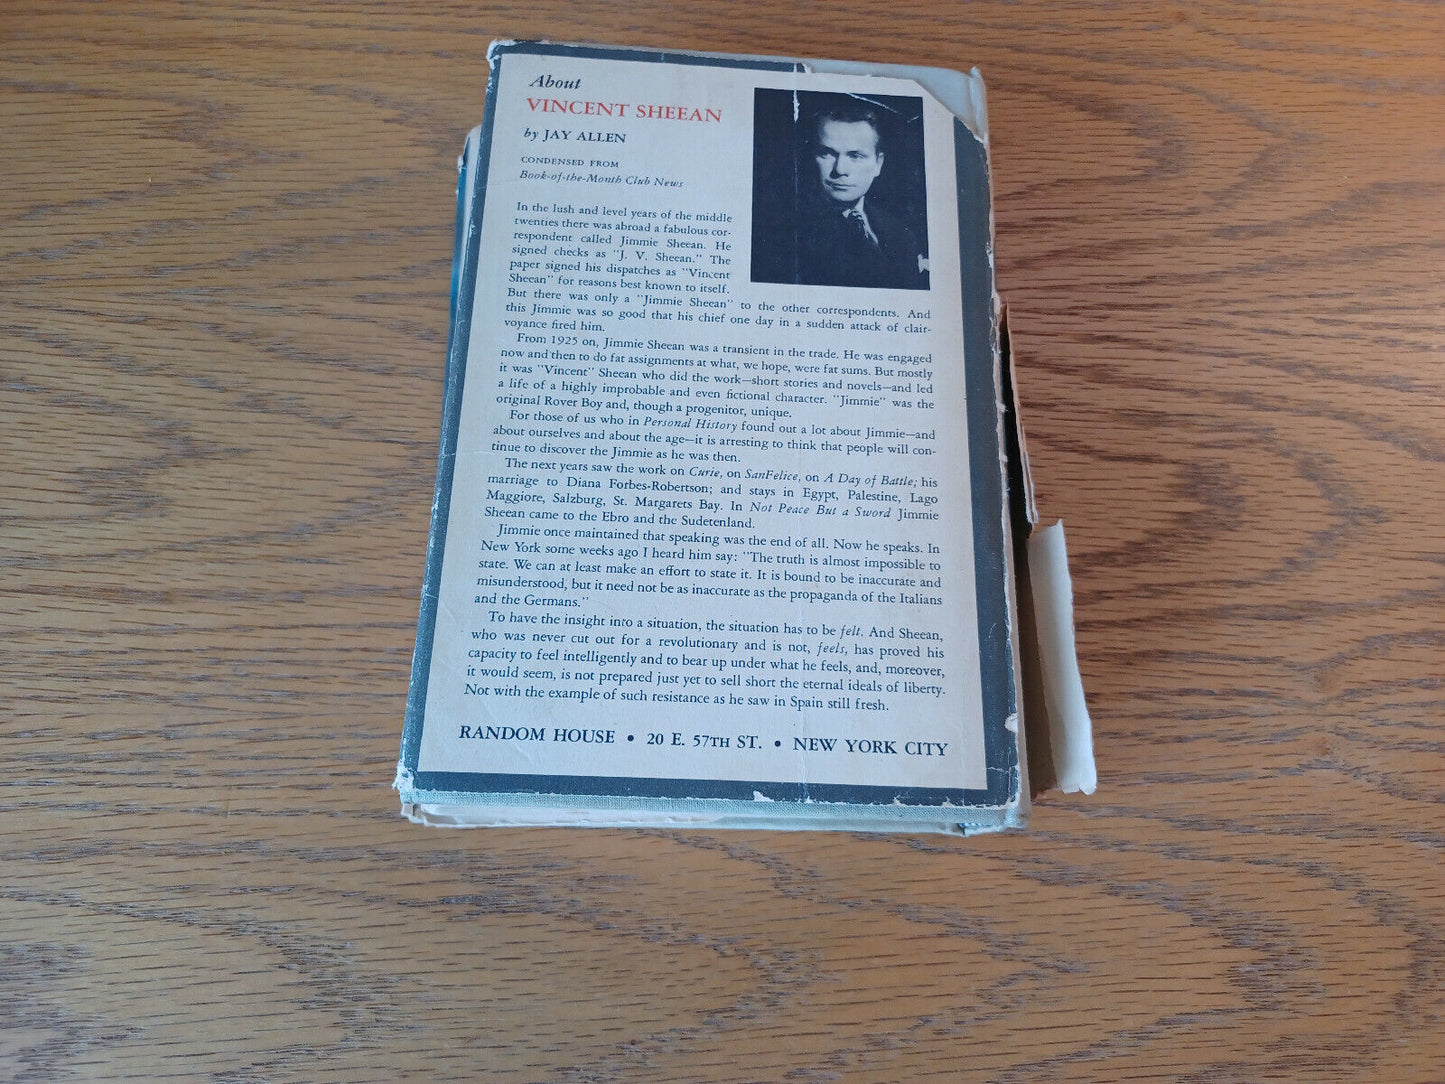 About
VINCENT SHEEAN
by JAY ALLEN
CONDENSED FROM
Book-of-the-Month Club News
In the lush and level years of the middle
twenties there was abroad a fabulous cor-
respondent called Jimmie Sheean. He
signed checks as "J. V. Sheean." The
paper signed his dispatches as "Vincent
Sheean" for reasons best known to itself.
But there was only a "Jimmie Sheean" to the other correspondents. And
this Jimmie was so good that his chief one day in a sudden attack of clair-
voyance fired him.
From 1925 on, Jimmie Sheean was a transient in the trade. He was engaged
now and then to do fat assignments at what, we hope, were fat sums. But mostly
it was "Vincent" Sheean who did the work—short stories and novels—and led
a life of a highly improbable and even fictional character. "Jimmie" was the
original Rover Boy and, though a progenitor, unique.
For those of us who in Personal History found out a lot about Jimmie—and
about ourselves and about the age—it is arresting to think that people will con-
tinue to discover the Jimmie as he was then.
The next years saw the work on Curie, on SanFelice, on A Day of Battle; his
marriage to Diana Forbes-Robertson; and stays in Egypt, Palestine, Lago
Maggiore, Salzburg, St. Margarets Bay. In Not Peace But a Sword Jimmie
Sheean came to the Ebro and the Sudetenland.
Jimmie once maintained that speaking was the end of all. Now he speaks. In
New York some weeks ago I heard him say: "The truth is almost impossible to
state. We can at least make an effort to state it. It is bound to be inaccurate and
misunderstood, but it need not be as inaccurate as the propaganda of the Italians
and the Germans."
To have the insight into a situation, the situation has to be felt. And Sheean,
who was never cut out for a revolutionary and is not, feels, has proved his
capacity to feel intelligently and to bear up under what he feels, and, moreover,
it would seem, is not prepared just yet to sell short the eternal ideals of liberty.
Not with the example of such resistance as he saw in Spain still fresh.
RANDOM HOUSE • 20 E. 57TH ST. • NEW YORK CITY